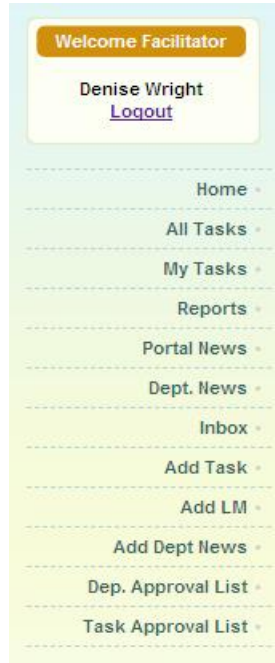 Welcome Facilitator
Denise Wright
Logout
Home
All Tasks
My Tasks
Reports
Portal News
Dept. News
Inbox
Add Task
Add LM
Add Dept News
Dep. Approval List
Task Approval List